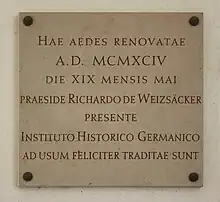 HAE AEDES RENOVATAE
A.D. MCMXCIV
DIE XIX MENSIS MAI
PRAESIDE RICHARDO DE WEIZSÄCKER
PRESENTE
INSTITUTO HISTORICO GERMANICO
AD USUM FELICITER TRADITAE SUNT